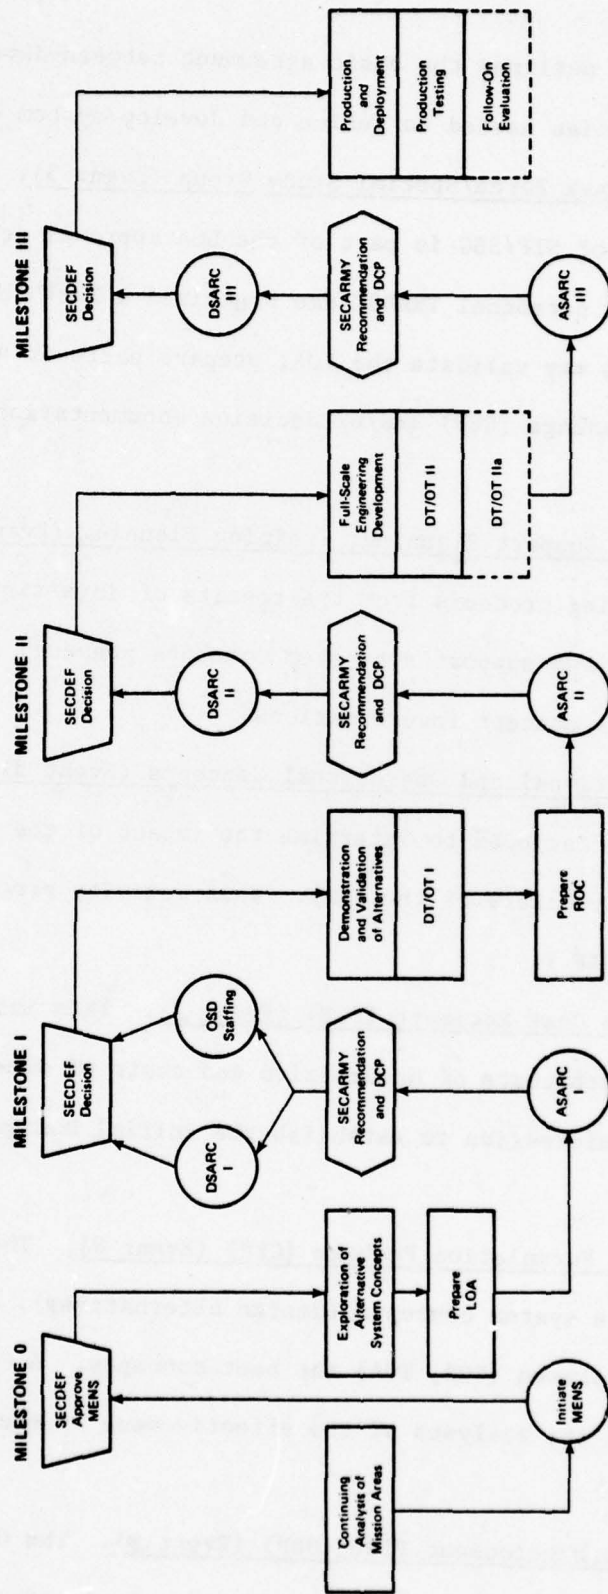 MILESTONE 0
SECDEF
Approve
MENS
Continuing
Analysis of
Mission Areas
Initiate
MENS
Exploration of
Alternative
System Concepts
Prepare
LOA
MILESTONE I
SECDEF
Decision
DSARC
I
OSD
Staffing
SECARMY
Recommendation
and DCP
ASARC
I
Demonstration
and Validation
of Alternatives
DT/OT I
Prepare
ROC
MILESTONE II
SECDEF
Decision
DSARC
II
SECARMY
Recommendation
and DCP
ASARC
II
Full-Scale
Engineering
Development
DT/OT II
DT/OT IIa
MILESTONE III
SECDEF
Decision
DSARC
III
SECARMY
Recommendation
and DCP
ASARC
III
Production
and
Deployment
Production
Testing
Follow-On
Evaluation